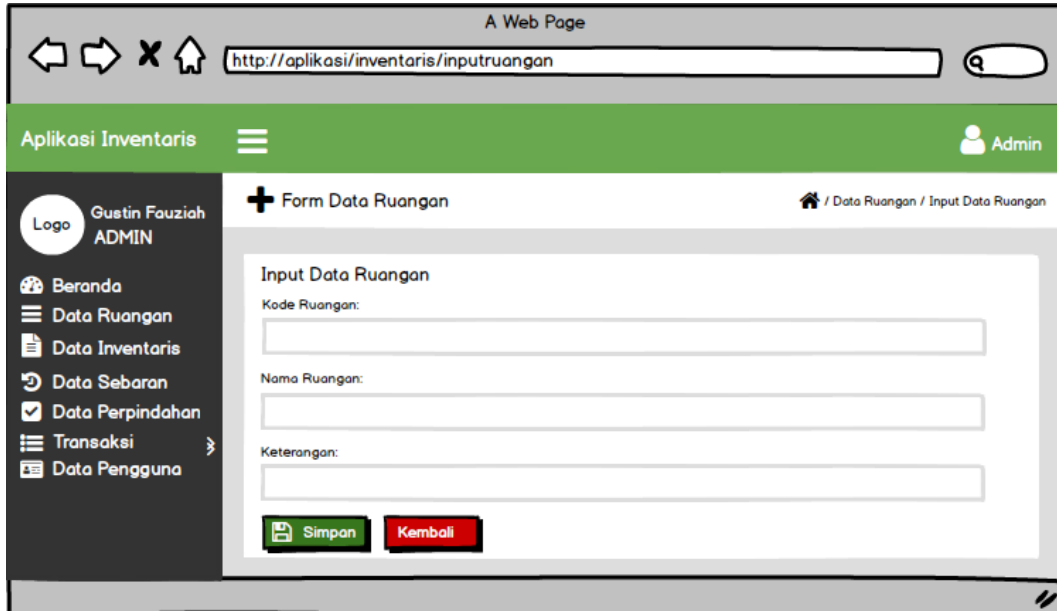 A Web Page
http://aplikasi/inventaris/inputruangan
Aplikasi Inventaris
Admin
Logo
Gustin Fauziah
ADMIN
Beranda
Data Ruangan
Data Inventaris
Data Sebaran
Data Perpindahan
Transaksi
Data Pengguna
Form Data Ruangan
/ Data Ruangan / Input Data Ruangan
Input Data Ruangan
Kode Ruangan:
Nama Ruangan:
Keterangan:
Simpan
Kembali